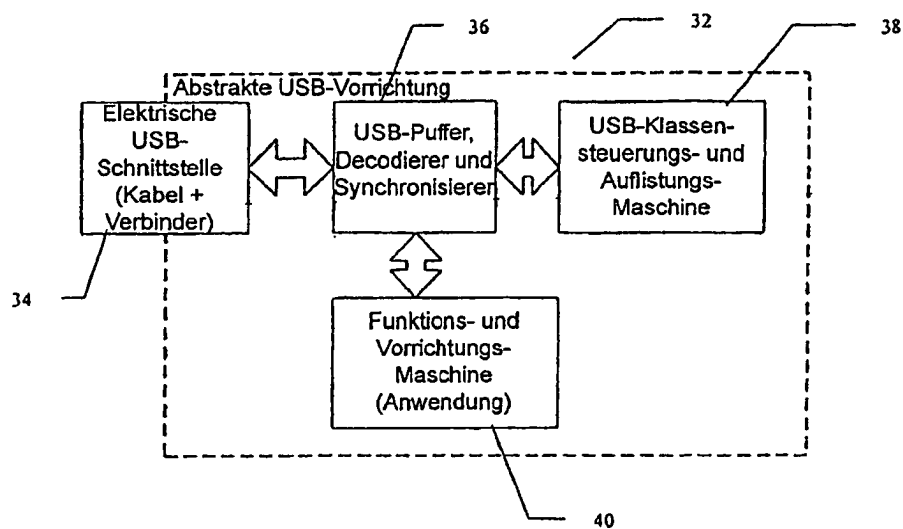 36
32
38
Abstrakte USB-Vorrichtung
Elektrische
USB-
Schnittstelle
(Kabel +
Verbinder)
USB-Puffer,
Decodierer und
Synchronisierer
USB-Klassen-
steuerungs- und
Auflistungs-
Maschine
34
Funktions- und
Vorrichtungs-
Maschine
(Anwendung)
40